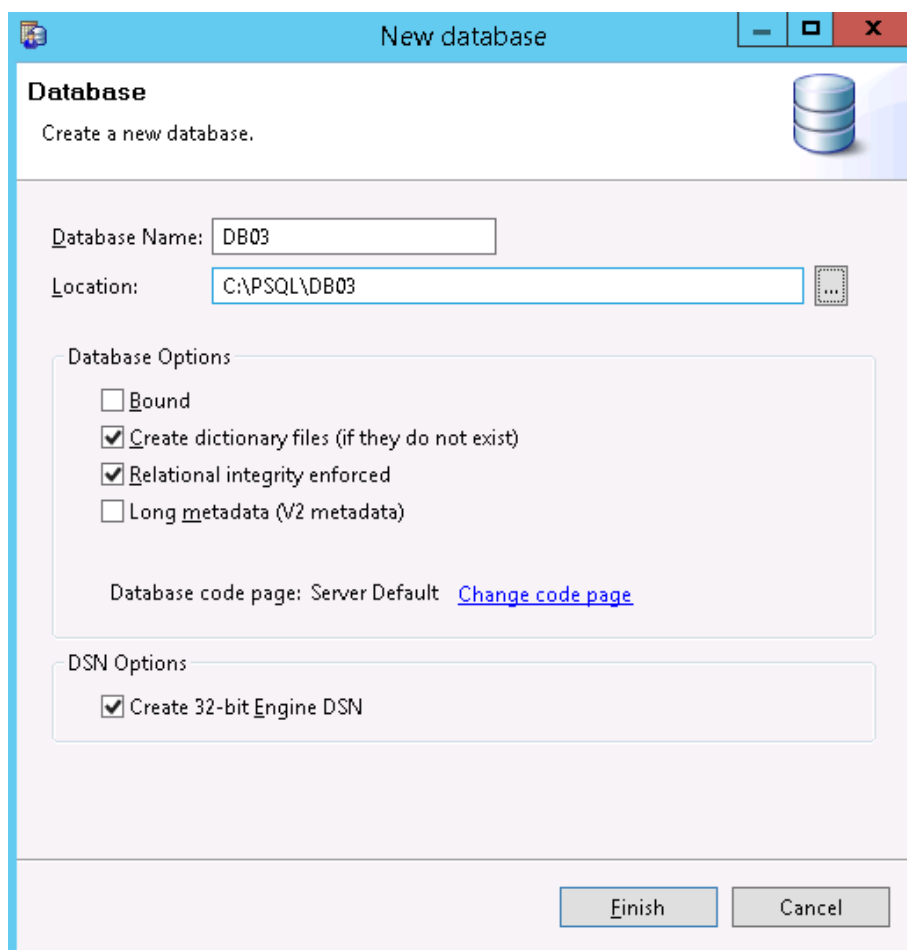 New database
Database
Create a new database.
Database Name: DB03
Location: C:\PSQL\DB03 ...
Database Options
Bound
Create dictionary files (if they do not exist)
Relational integrity enforced
Long metadata (V2 metadata)
Database code page: Server Default Change code page
DSN Options
Create 32-bit Engine DSN
Finish Cancel